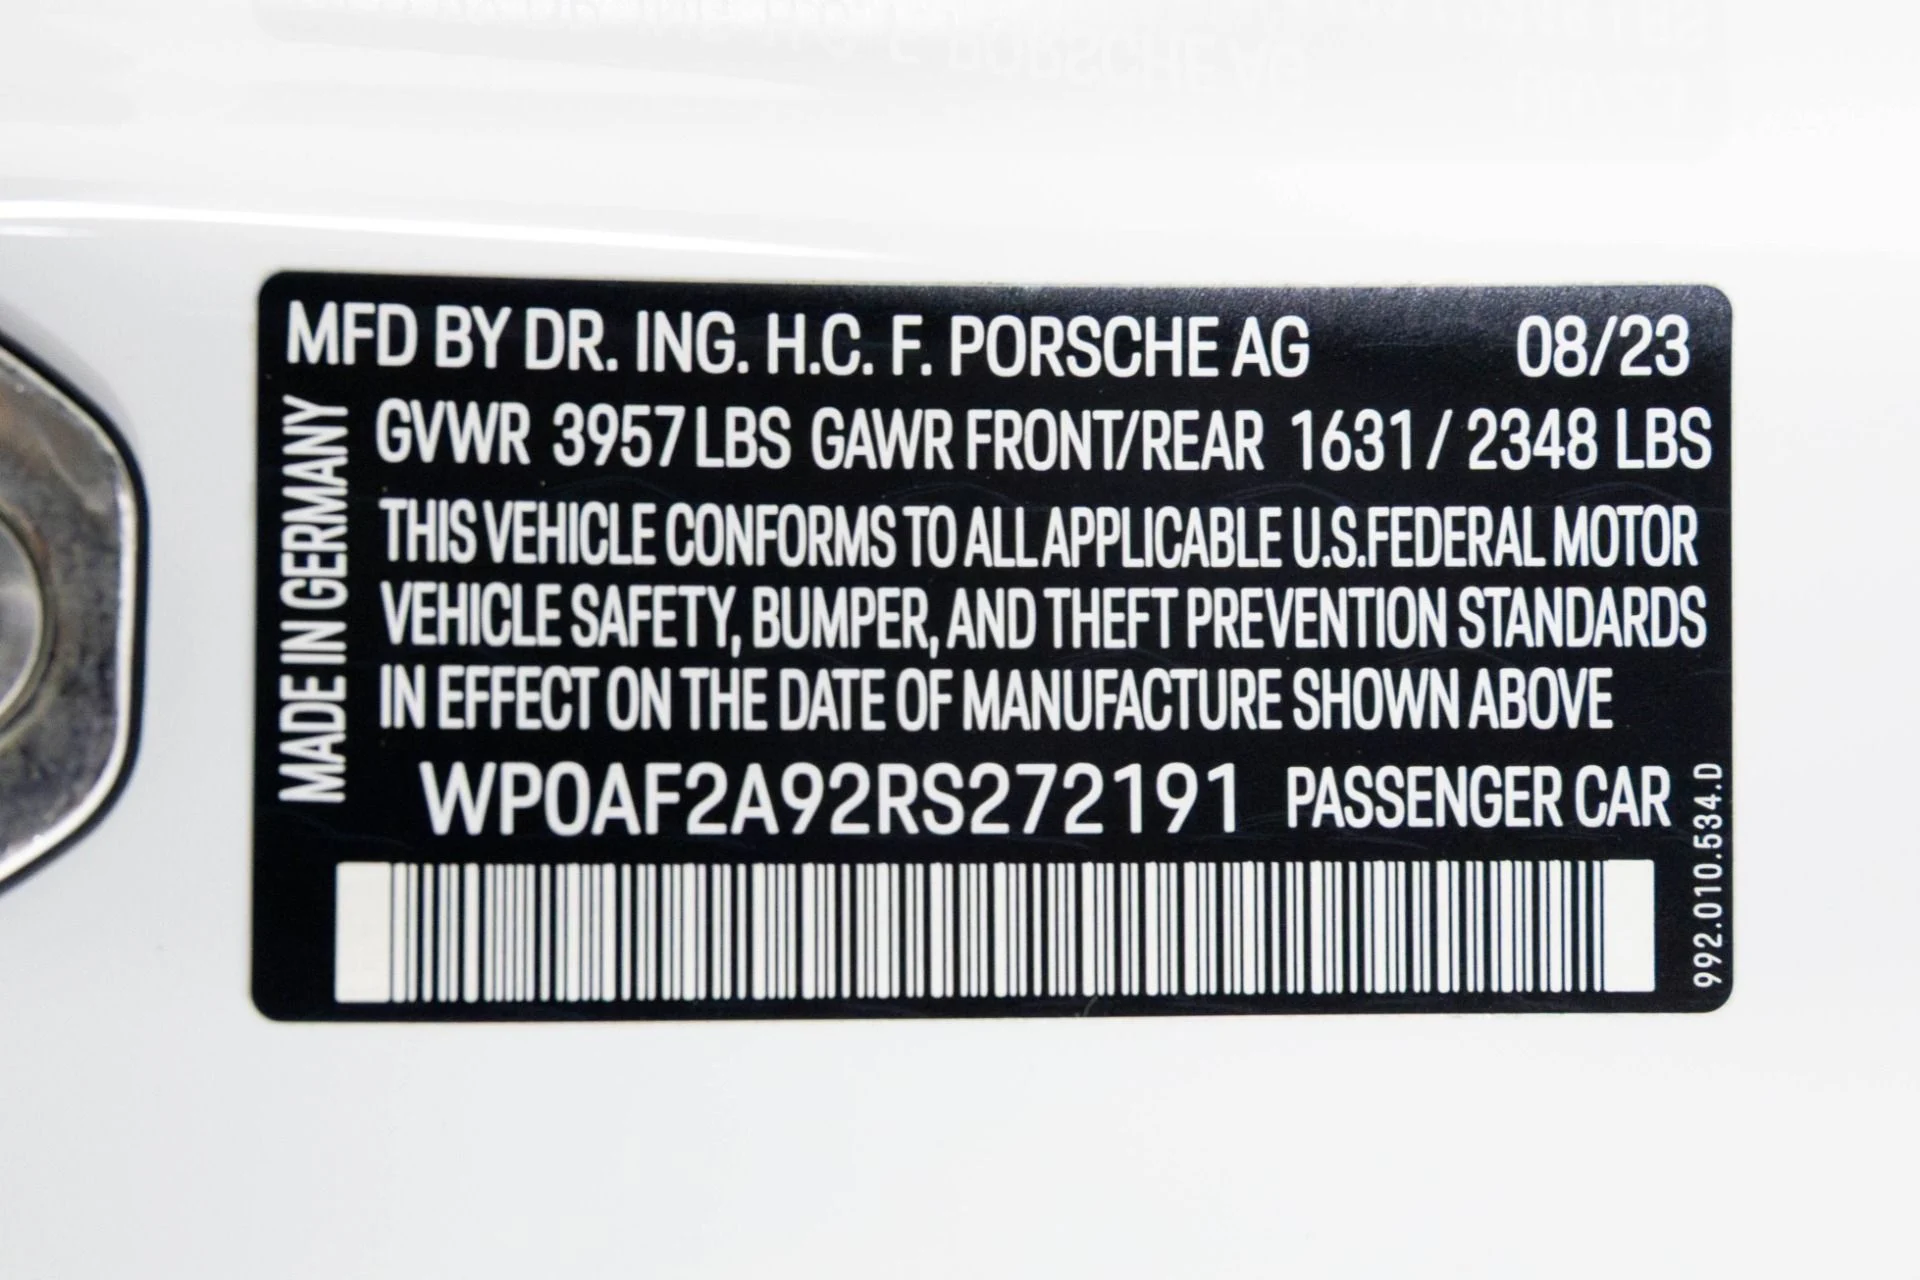 MFD BY DR. ING. H.C. F. PORSCHE AG 08/23
GVWR 3957 LBS GAWR FRONT/REAR 1631 / 2348 LBS
THIS VEHICLE CONFORMS TO ALL APPLICABLE U.S.FEDERAL MOTOR
VEHICLE SAFETY, BUMPER, AND THEFT PREVENTION STANDARDS
IN EFFECT ON THE DATE OF MANUFACTURE SHOWN ABOVE
WP0AF2A92RS272191 PASSENGER CAR
MADE IN GERMANY
992.010.534.D